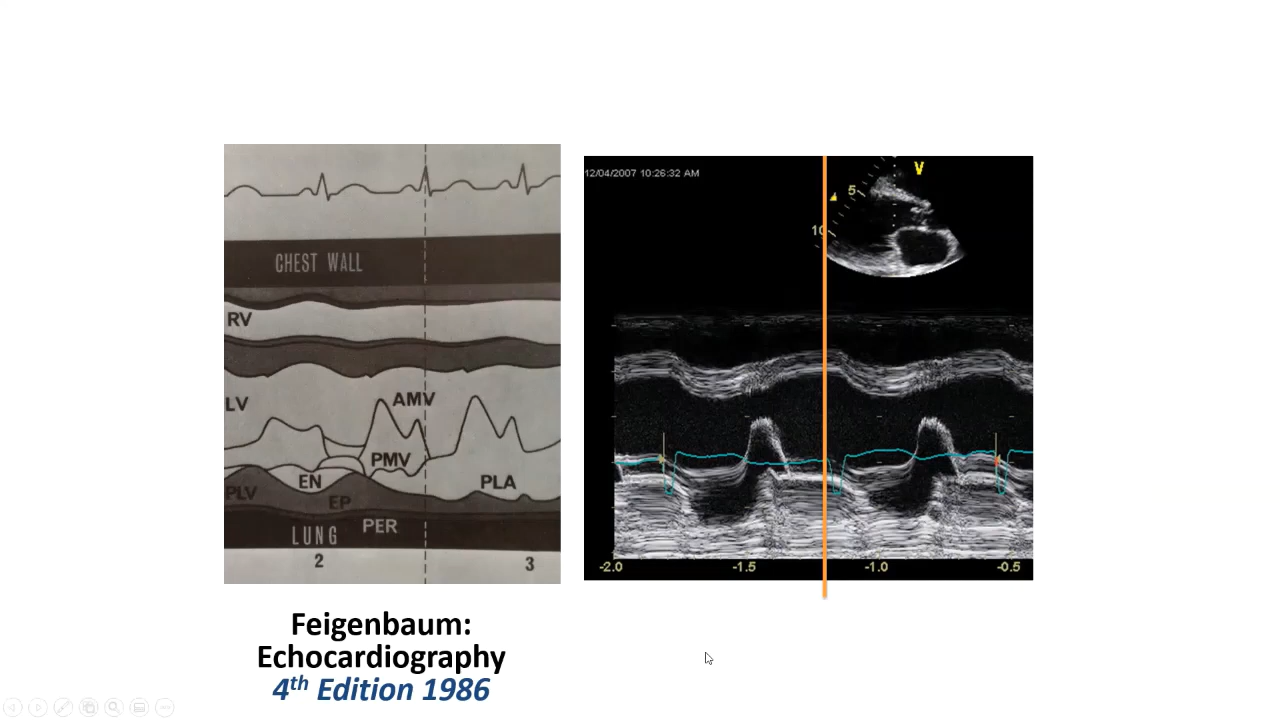 CHEST WALL
RV
LV
AMV
PMV
EN
PLA
PLV
EP
PER
LUNG
2
3
12/04/2007 10:26:32 AM
V
5
10
-2.0
-1.5
-1.0
-0.5
Feigenbaum:
Echocardiography
4th Edition 1986